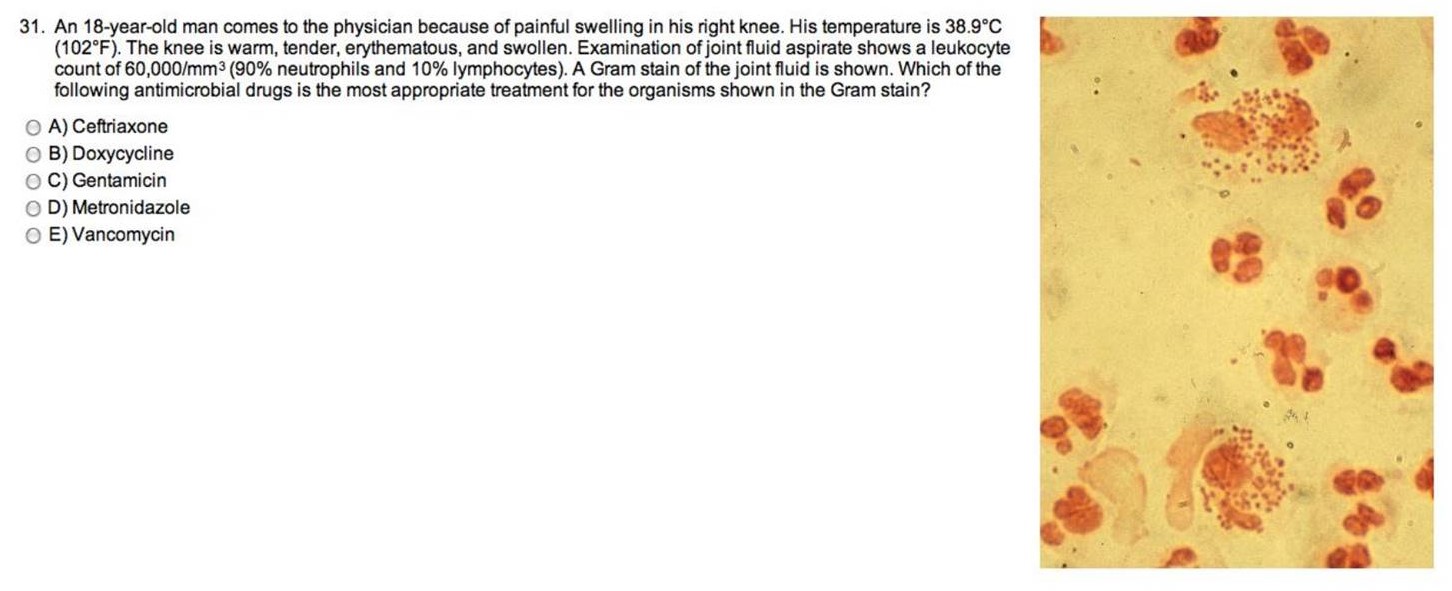 31. An 18-year-old man comes to the physician because of painful swelling in his right knee. His temperature is 38.9°C
(102°F). The knee is warm, tender, erythematous, and swollen. Examination of joint fluid aspirate shows a leukocyte
count of 60,000/mm³ (90% neutrophils and 10% lymphocytes). A Gram stain of the joint fluid is shown. Which of the
following antimicrobial drugs is the most appropriate treatment for the organisms shown in the Gram stain?
A) Ceftriaxone
B) Doxycycline
C) Gentamicin
D) Metronidazole
E) Vancomycin